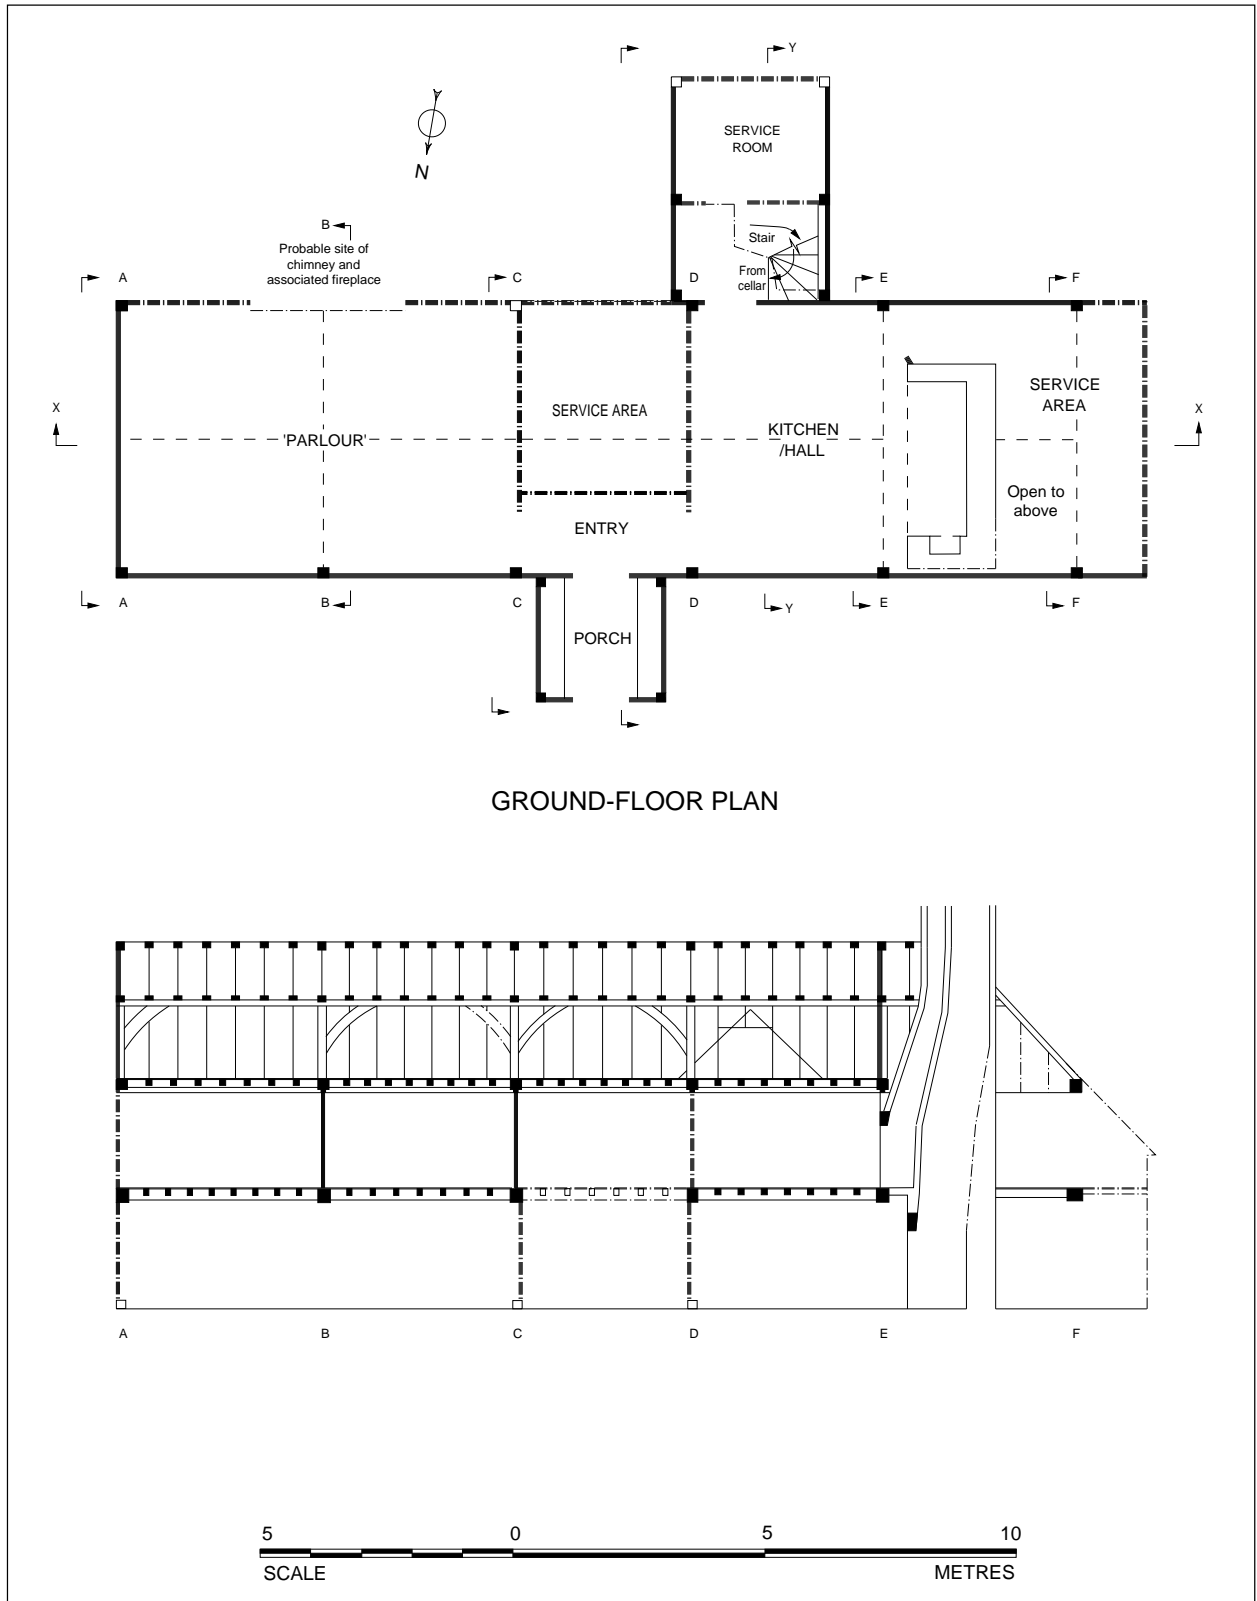 Y
SERVICE
ROOM
N
B
Probable site of
chimney and
associated fireplace
Stair
From
cellar
A
C
D
E
F
X
'PARLOUR'
SERVICE AREA
KITCHEN
/HALL
SERVICE
AREA
X
Open to
above
ENTRY
A
B
C
D
Y
E
F
PORCH
GROUND-FLOOR PLAN
A
B
C
D
E
F
5 0 5 10
SCALE METRES